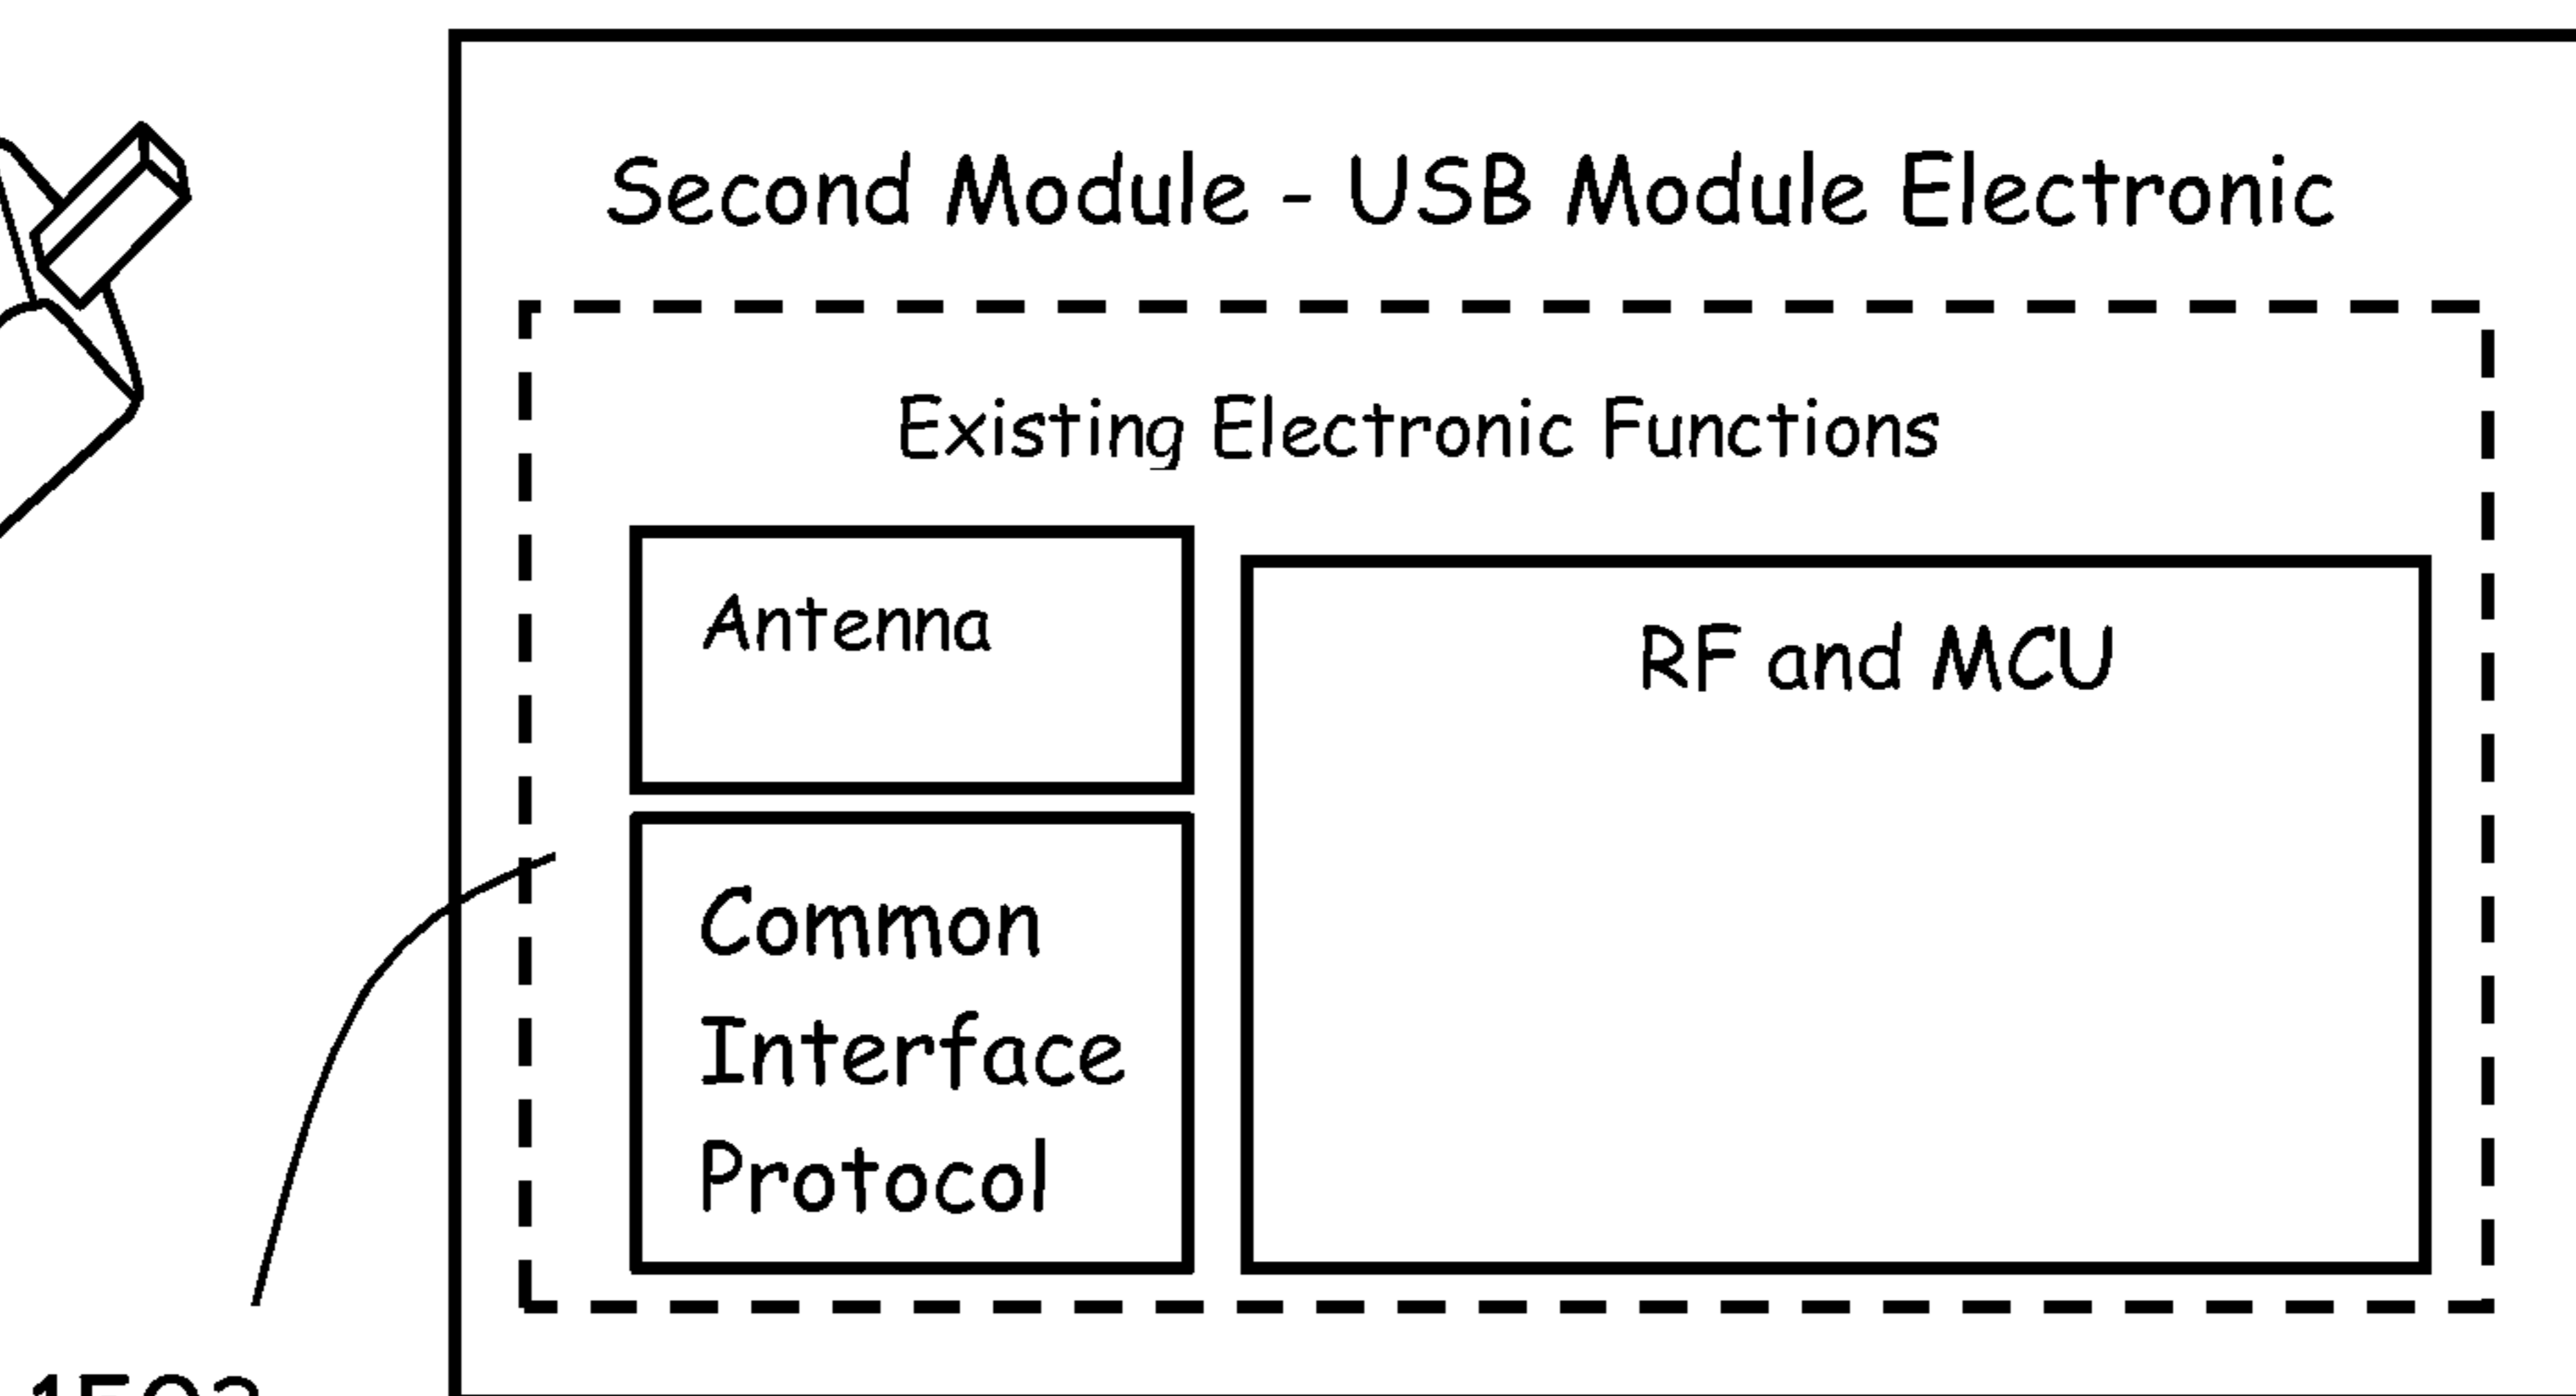 Second Module - USB Module Electronic
Existing Electronic Functions
Antenna
RF and MCU
Common
Interface
Protocol